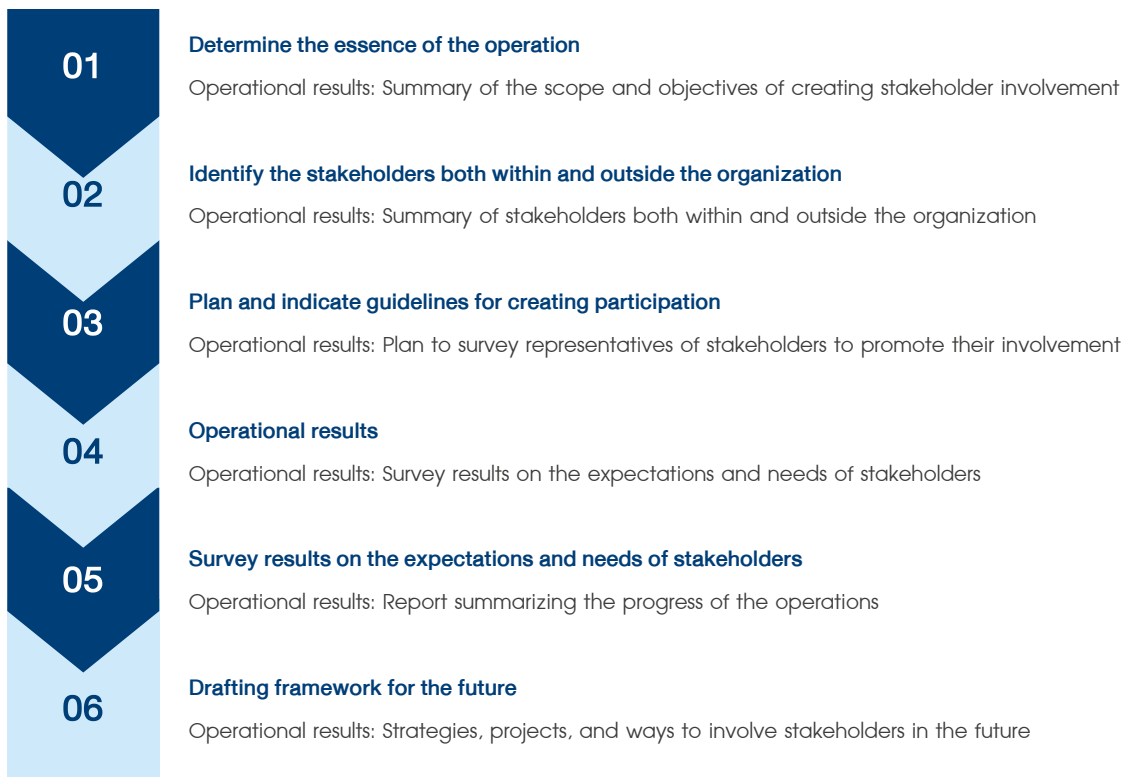 01
Determine the essence of the operation
Operational results: Summary of the scope and objectives of creating stakeholder involvement
02
Identify the stakeholders both within and outside the organization
Operational results: Summary of stakeholders both within and outside the organization
03
Plan and indicate guidelines for creating participation
Operational results: Plan to survey representatives of stakeholders to promote their involvement
04
Operational results
Operational results: Survey results on the expectations and needs of stakeholders
05
Survey results on the expectations and needs of stakeholders
Operational results: Report summarizing the progress of the operations
06
Drafting framework for the future
Operational results: Strategies, projects, and ways to involve stakeholders in the future